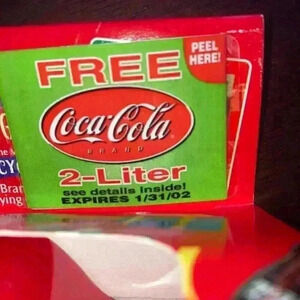 FREE
PEEL
HERE!
Coca-Cola
BRAND
2-Liter
see details inside!
EXPIRES 1/31/02